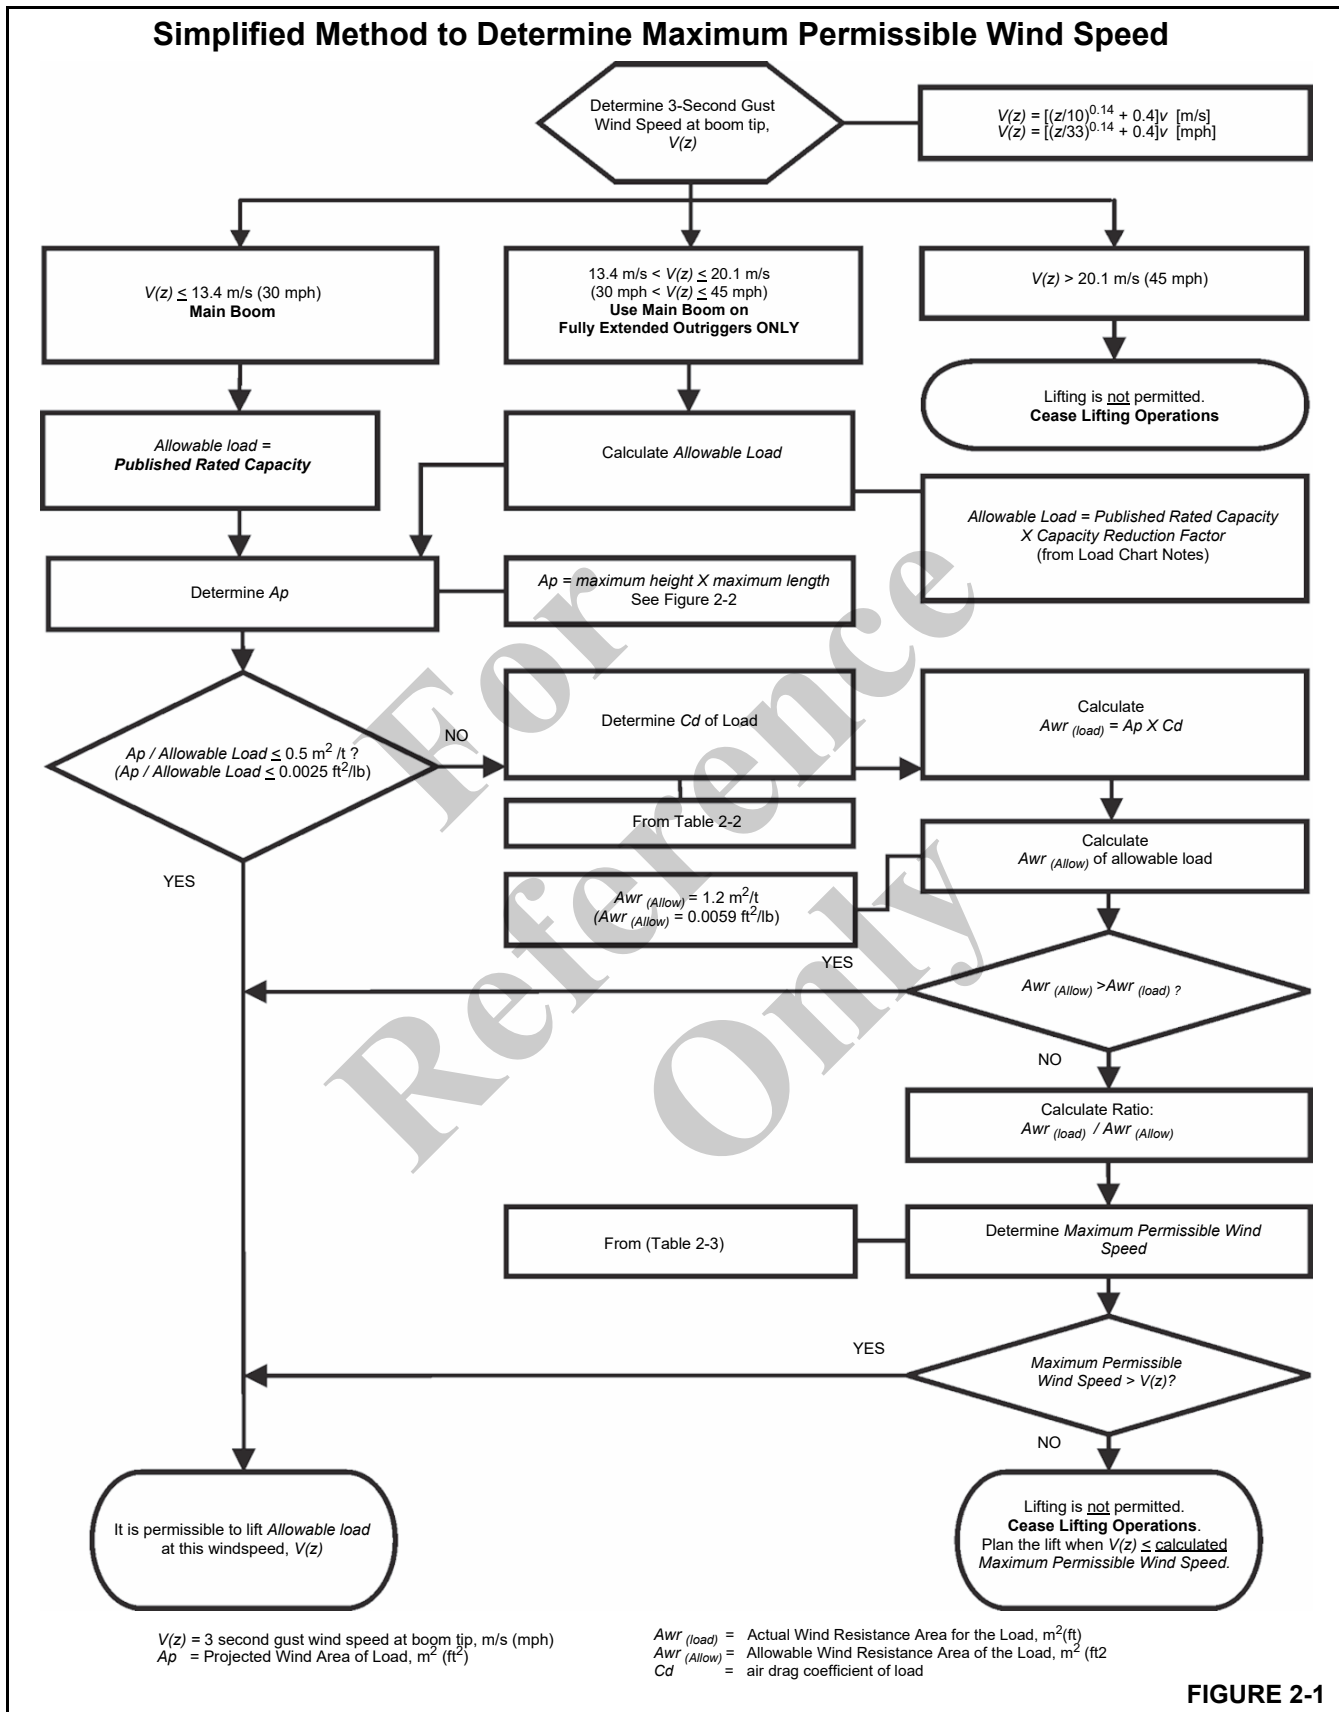 Simplified Method to Determine Maximum Permissible Wind Speed
Determine 3-Second Gust
Wind Speed at boom tip,
V(z)
V(z) = [(z/10)^0.14 + 0.4]v [m/s]
V(z) = [(z/33)^0.14 + 0.4]v [mph]
V(z) ≤ 13.4 m/s (30 mph)
Main Boom
13.4 m/s < V(z) ≤ 20.1 m/s
(30 mph < V(z) ≤ 45 mph)
Use Main Boom on
Fully Extended Outriggers ONLY
V(z) > 20.1 m/s (45 mph)
Lifting is not permitted.
Cease Lifting Operations
Allowable load =
Published Rated Capacity
Calculate Allowable Load
Allowable Load = Published Rated Capacity
X Capacity Reduction Factor
(from Load Chart Notes)
Determine Ap
Ap = maximum height X maximum length
See Figure 2-2
Ap / Allowable Load ≤ 0.5 m² /t ?
(Ap / Allowable Load ≤ 0.0025 ft²/lb)
NO
YES
Determine Cd of Load
From Table 2-2
Calculate
Awr (load) = Ap X Cd
Calculate
Awr (Allow) of allowable load
Awr (Allow) = 1.2 m²/t
(Awr (Allow) = 0.0059 ft²/lb)
YES
Awr (Allow) >Awr (load) ?
NO
Calculate Ratio:
Awr (load) / Awr (Allow)
From (Table 2-3)
Determine Maximum Permissible Wind
Speed
YES
Maximum Permissible
Wind Speed > V(z)?
NO
It is permissible to lift Allowable load
at this windspeed, V(z)
Lifting is not permitted.
Cease Lifting Operations.
Plan the lift when V(z) ≤ calculated
Maximum Permissible Wind Speed.
V(z) = 3 second gust wind speed at boom tip, m/s (mph)
Ap = Projected Wind Area of Load, m² (ft²)
Awr (load) = Actual Wind Resistance Area for the Load, m²(ft)
Awr (Allow) = Allowable Wind Resistance Area of the Load, m² (ft2
Cd = air drag coefficient of load
FIGURE 2-1
For
Reference
Only